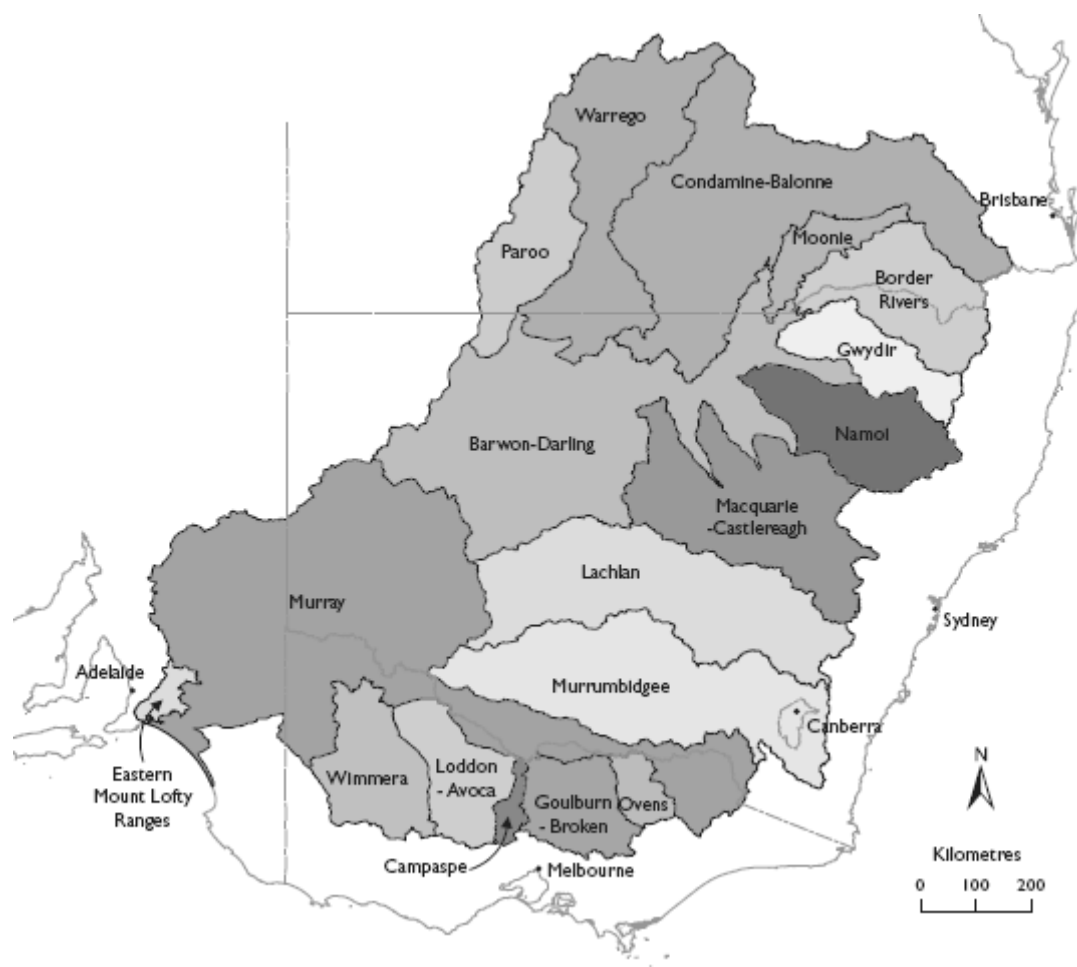 Warrego
Condamine-Balonne
Brisbane
Moonie
Paroo
Border
Rivers
Gwydir
Namoi
Barwon-Darling
Macquarie
-Castlereagh
Lachlan
Murray
Sydney
Adelaide
Murrumbidgee
Canberra
N
Eastern
Mount Lofty
Ranges
Wimmera
Loddon
- Avoca
Goulburn
- Broken
Ovens
Campaspe
Melbourne
Kilometres
0 100 200